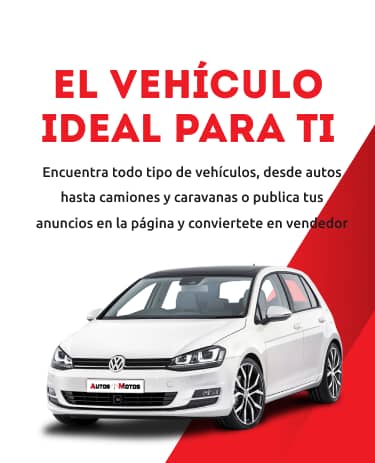 EL VEHÍCULO
IDEAL PARA TI
Encuentra todo tipo de vehículos, desde autos
hasta camiones y caravanas o publica tus
anuncios en la página y conviertete en vendedor
AUTOS MOTOS